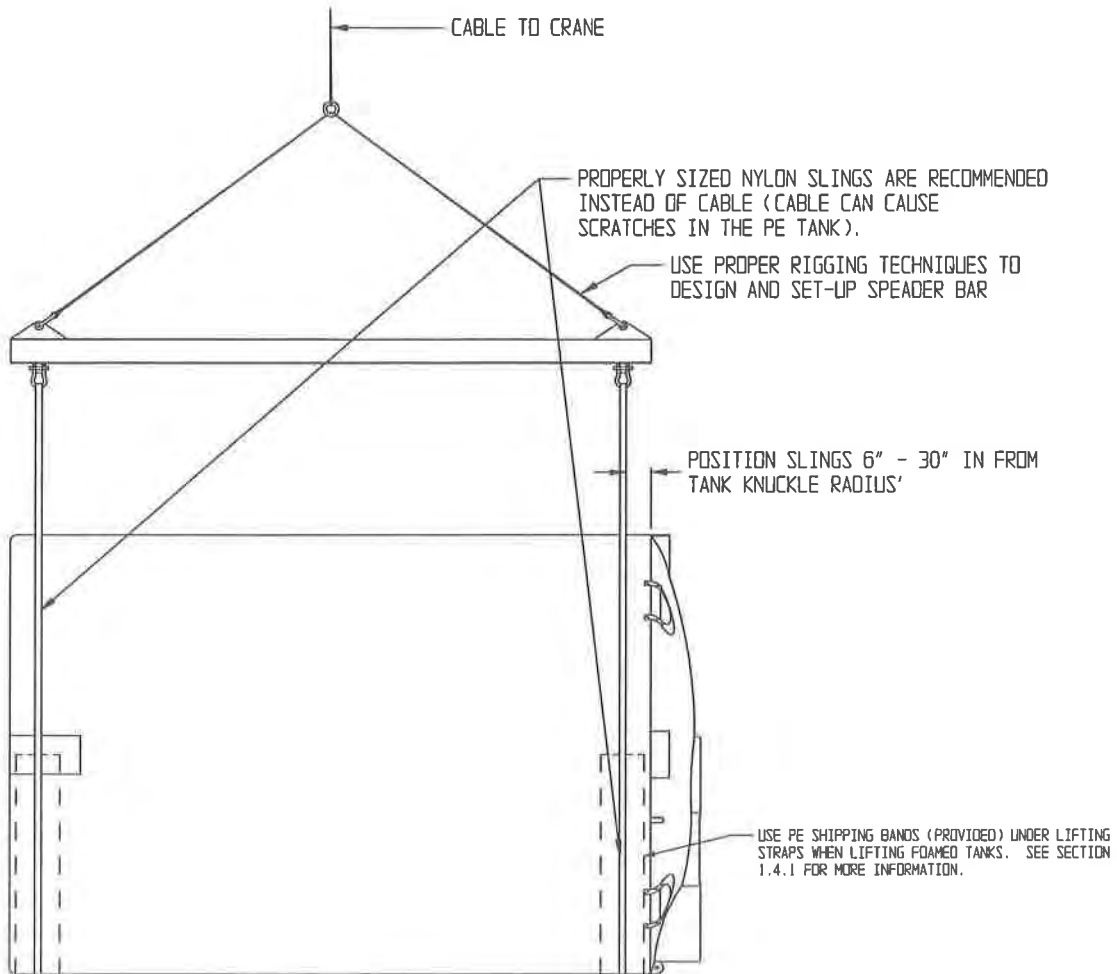 CABLE TO CRANE
PROPERLY SIZED NYLON SLINGS ARE RECOMMENDED
INSTEAD OF CABLE (CABLE CAN CAUSE
SCRATCHES IN THE PE TANK).
USE PROPER RIGGING TECHNIQUES TO
DESIGN AND SET-UP SPEADER BAR
POSITION SLINGS 6" - 30" IN FROM
TANK KNUCKLE RADIUS'
USE PE SHIPPING BANDS (PROVIDED) UNDER LIFTING
STRAPS WHEN LIFTING FOAMED TANKS. SEE SECTION
1.4.1 FOR MORE INFORMATION.